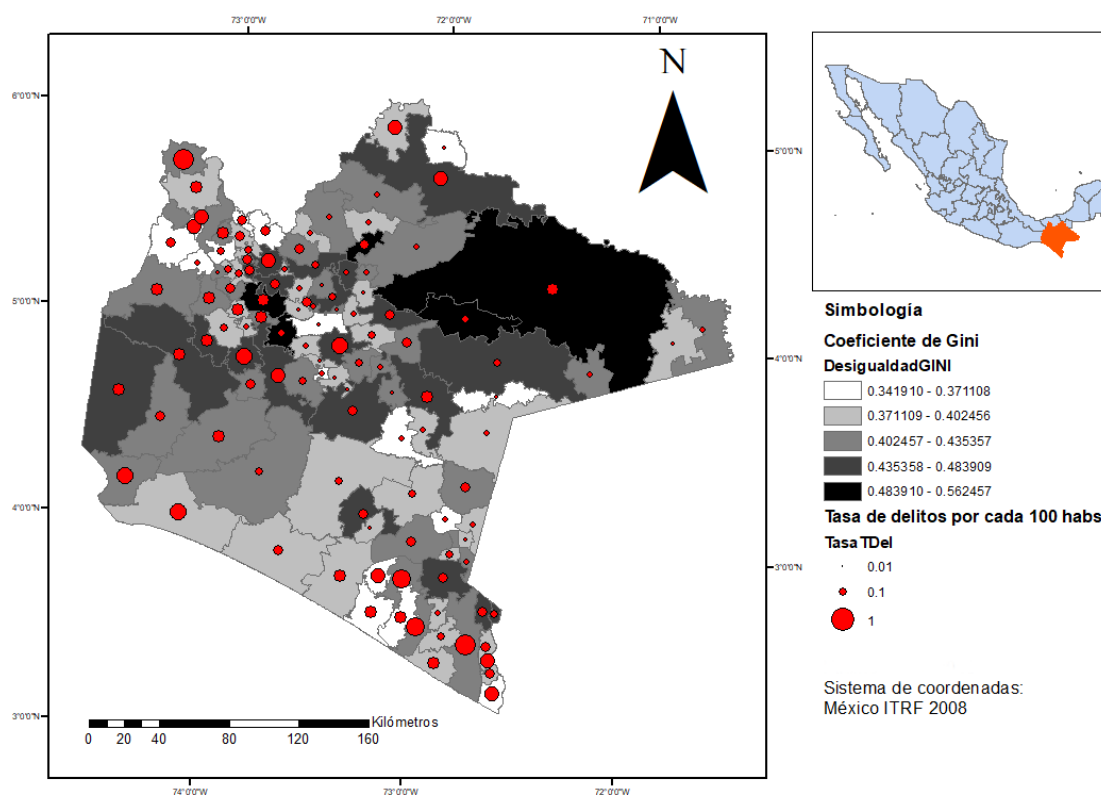 73°0'0"W 72°0'0"W 71°0'0"W
N
6°0'0"N
5°0'0"N
5°0'0"N
4°0'0"N
4°0'0"N
3°0'0"N
3°0'0"N
Kilómetros
0 20 40 80 120 160
74°0'0"W 73°0'0"W 72°0'0"W
Simbología
Coeficiente de Gini
DesigualdadGINI
0.341910 - 0.371108
0.371109 - 0.402456
0.402457 - 0.435357
0.435358 - 0.483909
0.483910 - 0.562457
Tasa de delitos por cada 100 habs
Tasa TDel
0.01
0.1
1
Sistema de coordenadas:
México ITRF 2008